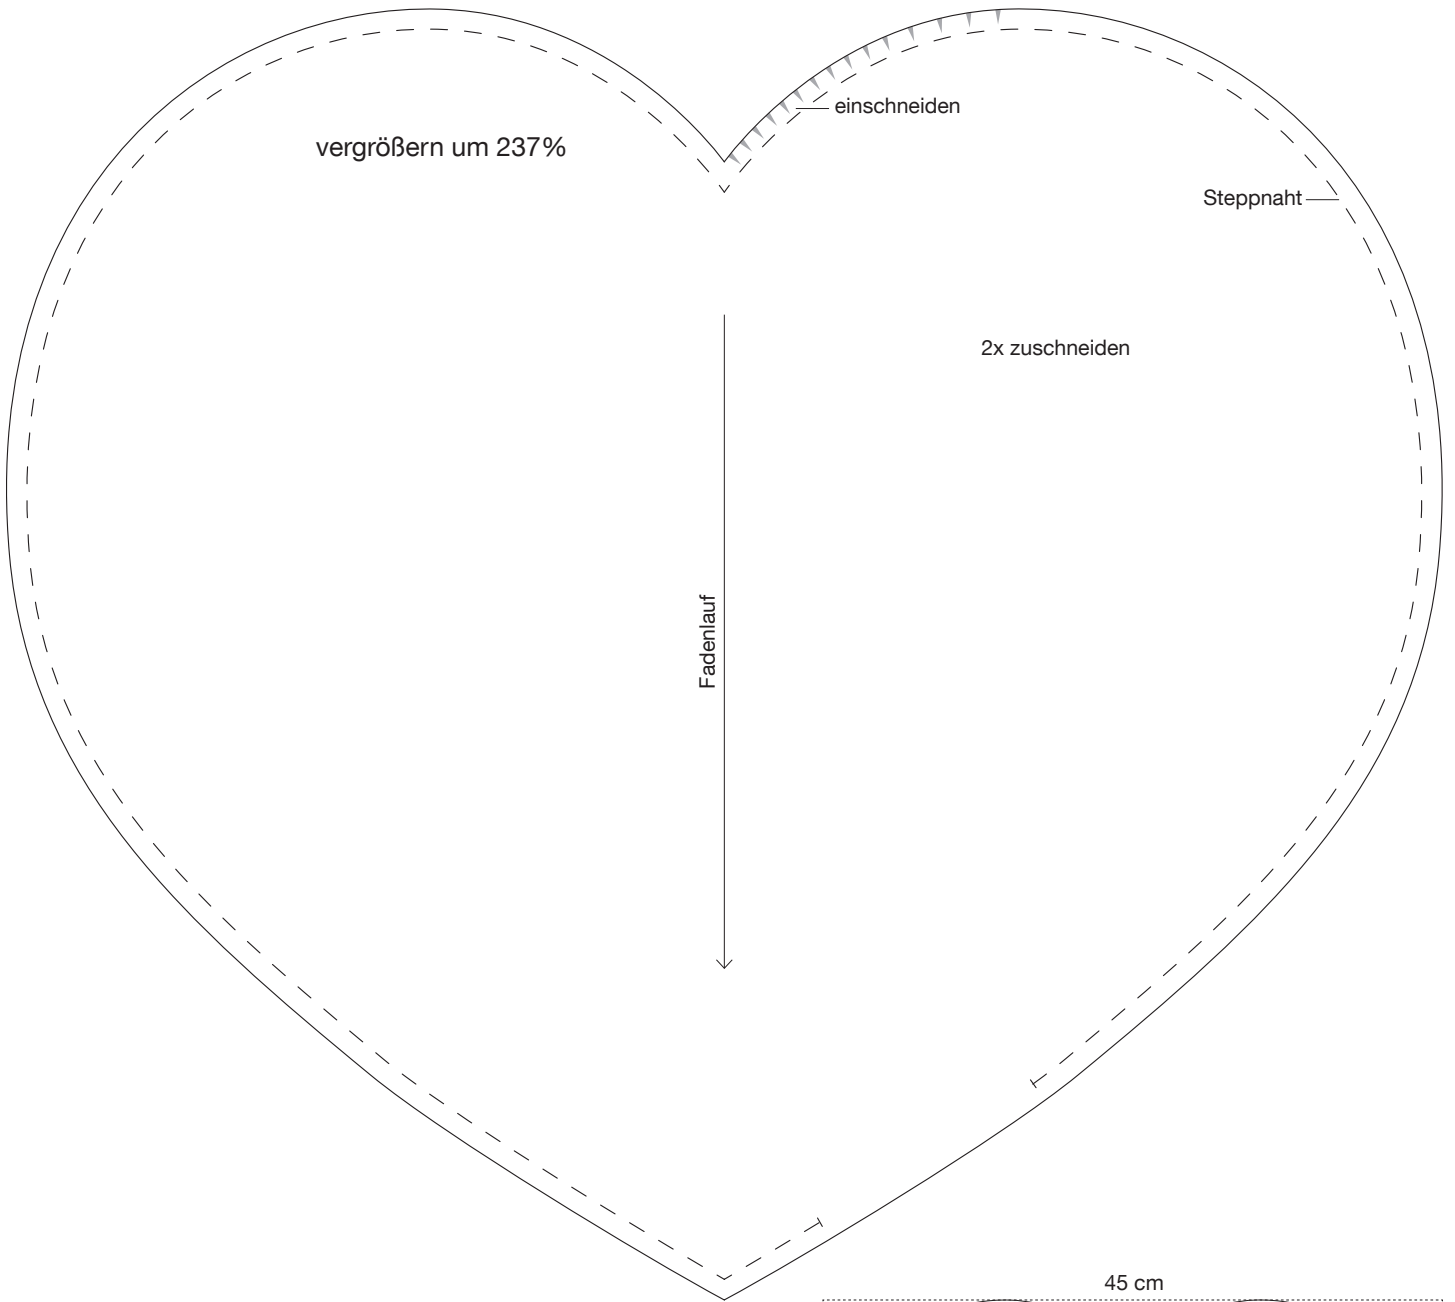 einschneiden
vergrößern um 237%
Steppnaht
2x zuschneiden
Fadenlauf
45 cm